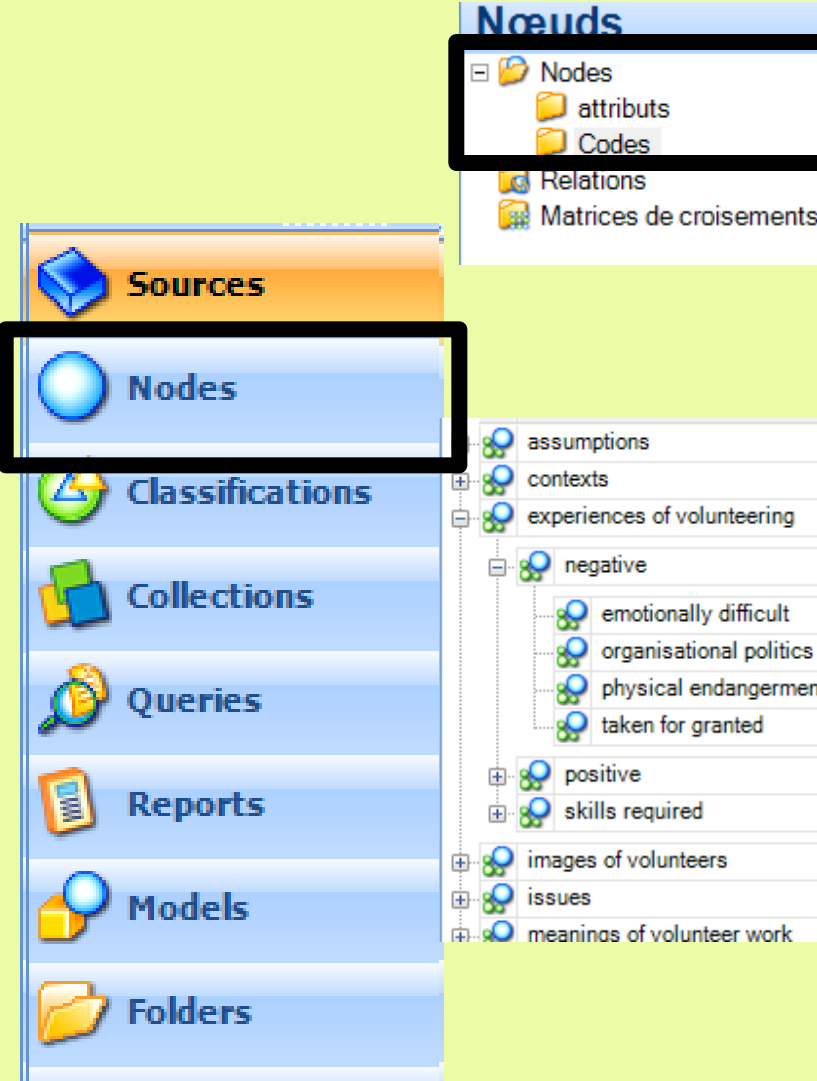 Nœuds
Nodes
attributs
Codes
Relations
Matrices de croisements
Sources
Nodes
Classifications
Collections
Queries
Reports
Models
Folders
assumptions
contexts
experiences of volunteering
negative
emotionally difficult
organisational politics
physical endangermen
taken for granted
positive
skills required
images of volunteers
issues
meanings of volunteer work